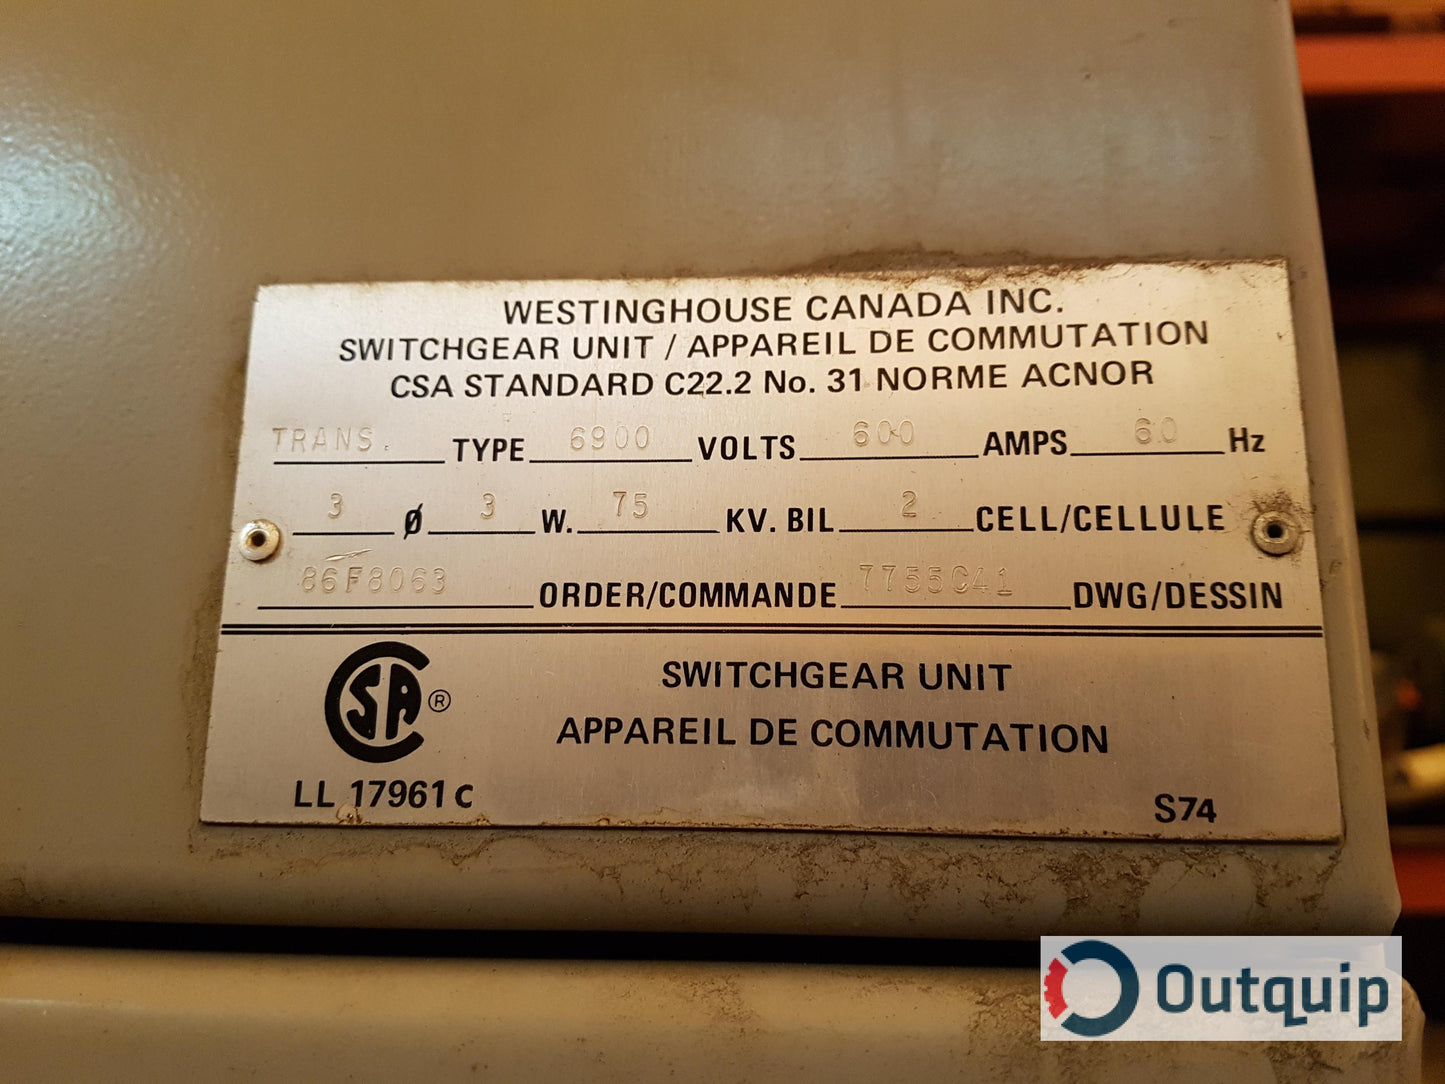 WESTINGHOUSE CANADA INC.
SWITCHGEAR UNIT / APPAREIL DE COMMUTATION
CSA STANDARD C22.2 No. 31 NORME ACNOR
TRANS. TYPE 6900 VOLTS 600 AMPS 60 Hz
3 Ø 3 W. 75 KV. BIL 2 CELL/CELLULE
86F8063 ORDER/COMMANDE 7755C41 DWG/DESSIN
SWITCHGEAR UNIT
CSA ®
APPAREIL DE COMMUTATION
LL 17961 C
S74
Outquip